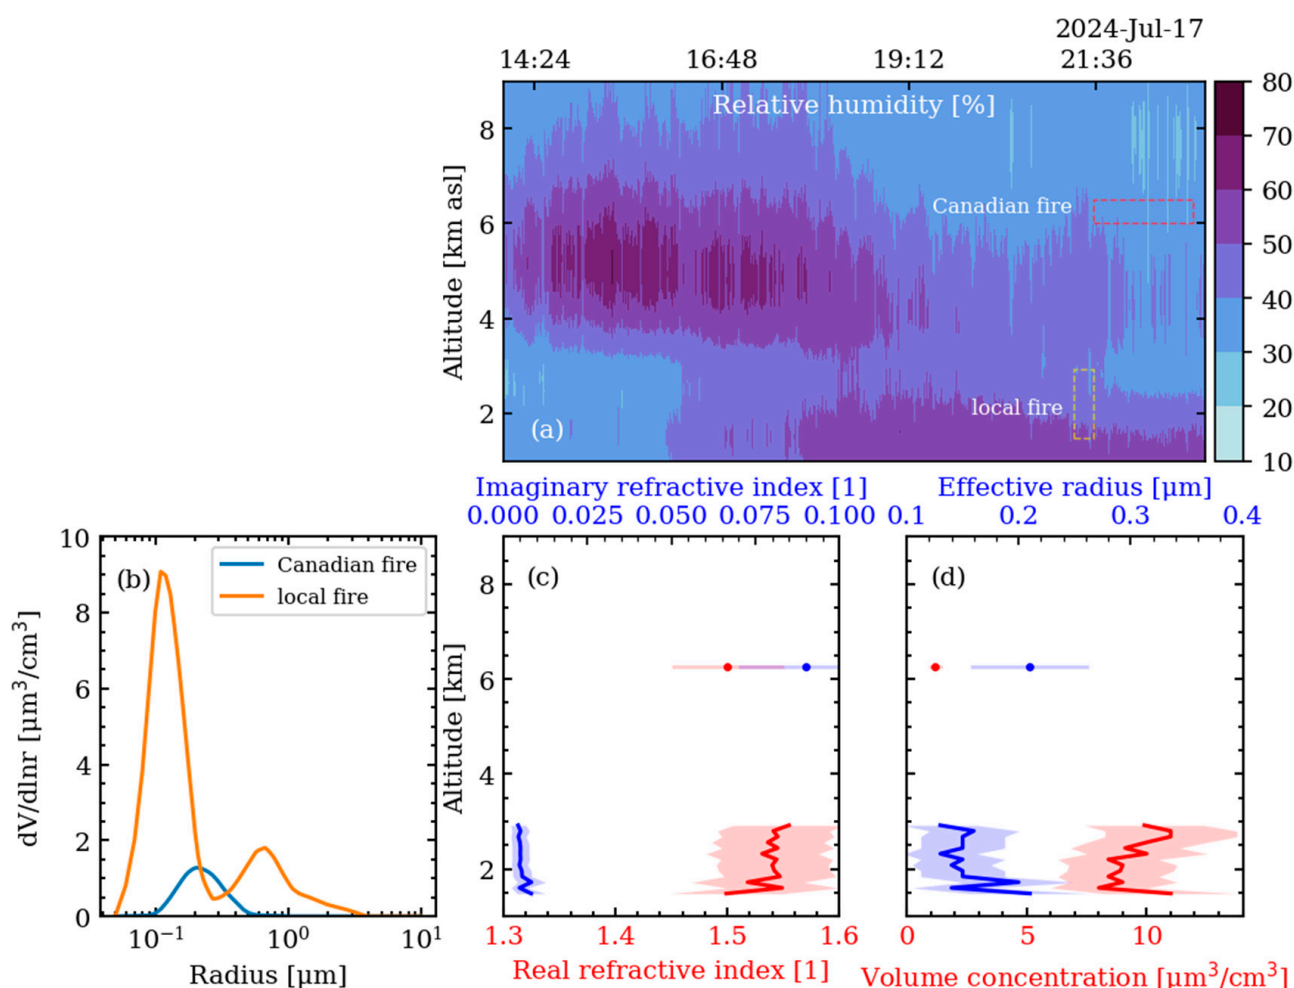 2024-Jul-17
14:24 16:48 19:12 21:36
Relative humidity [%]
Altitude [km asl]
8
6
4
2
Canadian fire
local fire
(a)
80
70
60
50
40
30
20
10
Imaginary refractive index [1]
0.000 0.025 0.050 0.075 0.100
Effective radius [µm]
0.1 0.2 0.3 0.4
(b)
Canadian fire
local fire
dV/dlnr [µm³/cm³]
10
8
6
4
2
0
10⁻¹ 10⁰ 10¹
Radius [µm]
(c)
Altitude [km]
8
6
4
2
1.3 1.4 1.5 1.6
Real refractive index [1]
(d)
0 5 10
Volume concentration [µm³/cm³]